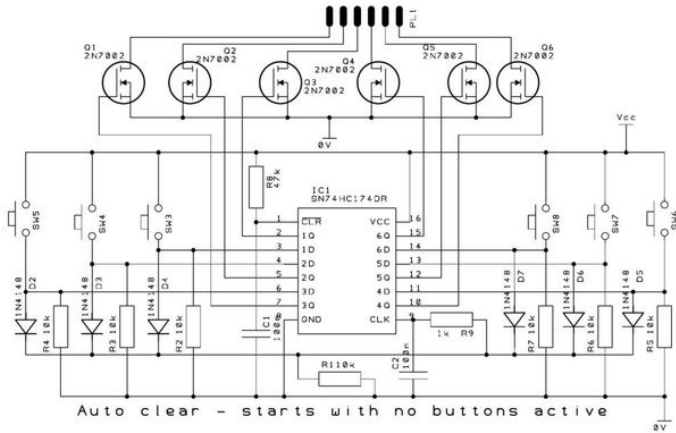 PL1
Q1
2N7002
Q2
2N7002
Q3
2N7002
Q4
2N7002
Q5
2N7002
Q6
2N7002
0V
Vcc
R8
47k
IC1
SN74HC174DR
SW5
SW4
SW3
SW8
SW7
SW6
1 CLR VCC 16
2 1Q 6Q 15
3 1D 6D 14
4 2D 5D 13
5 2Q 5Q 12
6 3D 4D 11
7 3Q 4Q 10
8 GND CLK 9
1N4148 D2
1N4148 D3
1N4148 D4
1N4148 D7
1N4148 D6
1N4148 D5
R4 10k
R3 10k
R2 10k
C1
100n
1k R9
C2
100n
R7 10k
R6 10k
R5 10k
R1 10k
Auto clear - starts with no buttons active
0V